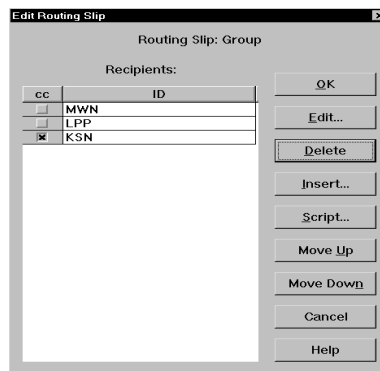 Edit Routing Slip
Routing Slip: Group
Recipients:
cc ID
MWN
LPP
KSN
OK
Edit...
Delete
Insert...
Script...
Move Up
Move Down
Cancel
Help